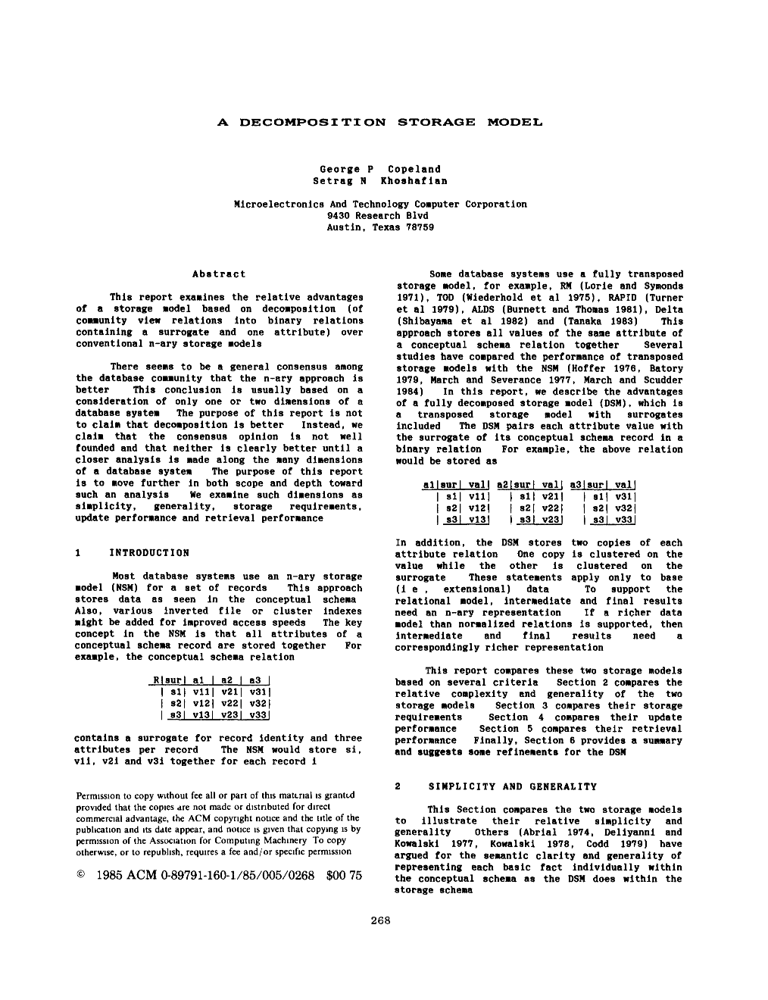 A DECOMPOSITION STORAGE MODEL
George P Copeland
Setrag N Khoshafian
Microelectronics And Technology Computer Corporation
9430 Research Blvd
Austin, Texas 78759
Abstract
This report examines the relative advantages
of a storage model based on decomposition (of
community view relations into binary relations
containing a surrogate and one attribute) over
conventional n-ary storage models
There seems to be a general consensus among
the database community that the n-ary approach is
better This conclusion is usually based on a
consideration of only one or two dimensions of a
database system The purpose of this report is not
to claim that decomposition is better Instead, we
claim that the consensus opinion is not well
founded and that neither is clearly better until a
closer analysis is made along the many dimensions
of a database system The purpose of this report
is to move further in both scope and depth toward
such an analysis We examine such dimensions as
simplicity, generality, storage requirements,
update performance and retrieval performance
1 INTRODUCTION
Most database systems use an n-ary storage
model (NSM) for a set of records This approach
stores data as seen in the conceptual schema
Also, various inverted file or cluster indexes
might be added for improved access speeds The key
concept in the NSM is that all attributes of a
conceptual schema record are stored together For
example, the conceptual schema relation
R|sur| a1 | a2 | a3 |
| s1| v11| v21| v31|
| s2| v12| v22| v32|
| s3| v13| v23| v33|
contains a surrogate for record identity and three
attributes per record The NSM would store si,
v1i, v2i and v3i together for each record i
Permission to copy without fee all or part of this material is granted
provided that the copies are not made or distributed for direct
commercial advantage, the ACM copyright notice and the title of the
publication and its date appear, and notice is given that copying is by
permission of the Association for Computing Machinery To copy
otherwise, or to republish, requires a fee and/or specific permission
© 1985 ACM 0-89791-160-1/85/005/0268 $00 75
Some database systems use a fully transposed
storage model, for example, RM (Lorie and Symonds
1971), TOD (Wiederhold et al 1975), RAPID (Turner
et al 1979), ALDS (Burnett and Thomas 1981), Delta
(Shibayama et al 1982) and (Tanaka 1983) This
approach stores all values of the same attribute of
a conceptual schema relation together Several
studies have compared the performance of transposed
storage models with the NSM (Hoffer 1976, Batory
1979, March and Severance 1977, March and Scudder
1984) In this report, we describe the advantages
of a fully decomposed storage model (DSM), which is
a transposed storage model with surrogates
included The DSM pairs each attribute value with
the surrogate of its conceptual schema record in a
binary relation For example, the above relation
would be stored as
a1|sur| val| a2|sur| val| a3|sur| val|
| s1| v11| | s1| v21| | s1| v31|
| s2| v12| | s2| v22| | s2| v32|
| s3| v13| | s3| v23| | s3| v33|
In addition, the DSM stores two copies of each
attribute relation One copy is clustered on the
value while the other is clustered on the
surrogate These statements apply only to base
(i e , extensional) data To support the
relational model, intermediate and final results
need an n-ary representation If a richer data
model than normalized relations is supported, then
intermediate and final results need a
correspondingly richer representation
This report compares these two storage models
based on several criteria Section 2 compares the
relative complexity and generality of the two
storage models Section 3 compares their storage
requirements Section 4 compares their update
performance Section 5 compares their retrieval
performance Finally, Section 6 provides a summary
and suggests some refinements for the DSM
2 SIMPLICITY AND GENERALITY
This Section compares the two storage models
to illustrate their relative simplicity and
generality Others (Abrial 1974, Deliyanni and
Kowalski 1977, Kowalski 1978, Codd 1979) have
argued for the semantic clarity and generality of
representing each basic fact individually within
the conceptual schema as the DSM does within the
storage schema
268